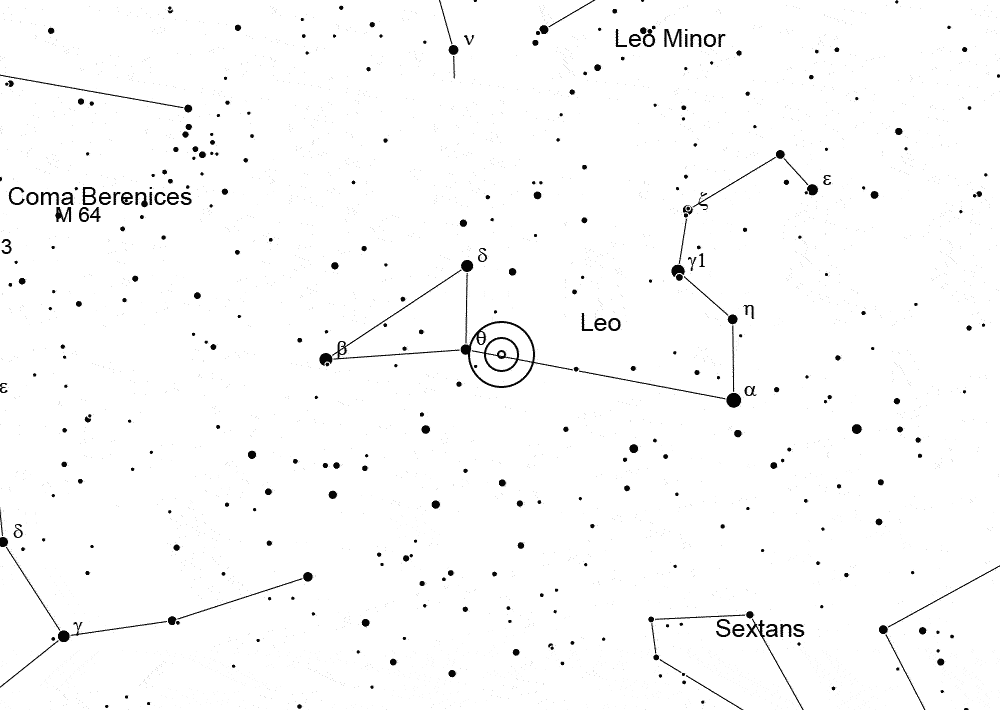 ν
Leo Minor
ε
Coma Berenices
ζ
M 64
3
δ
γ1
η
Leo
θ
β
ε
α
δ
γ
Sextans